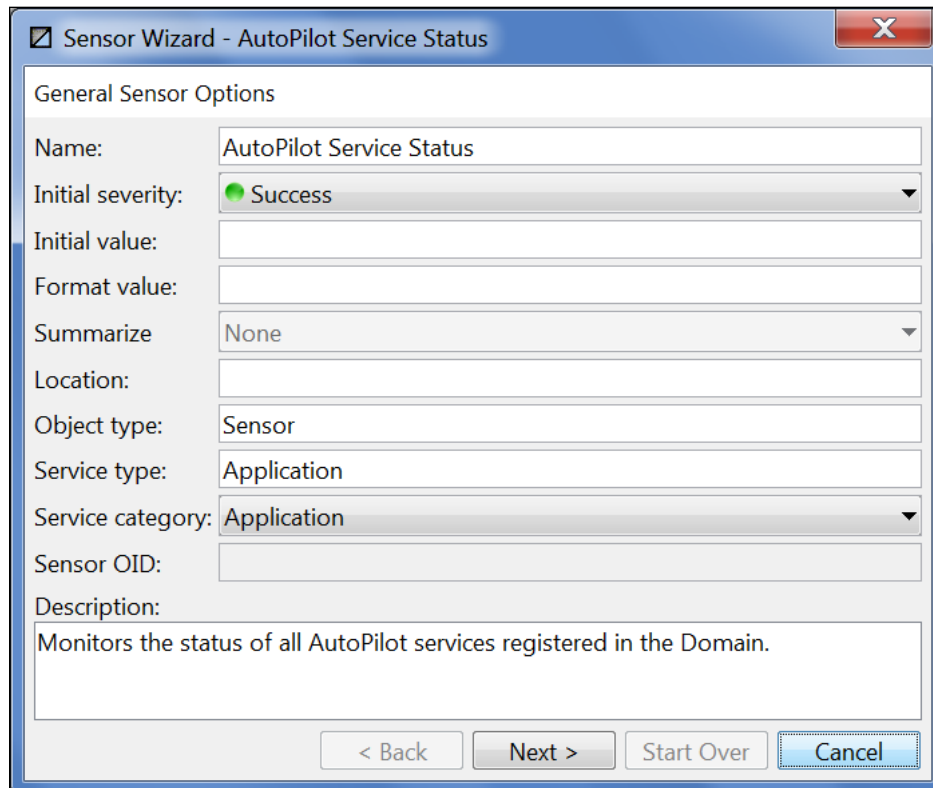 Sensor Wizard - AutoPilot Service Status
X
General Sensor Options
Name: AutoPilot Service Status
Initial severity: Success
Initial value:
Format value:
Summarize None
Location:
Object type: Sensor
Service type: Application
Service category: Application
Sensor OID:
Description:
Monitors the status of all AutoPilot services registered in the Domain.
< Back Next > Start Over Cancel